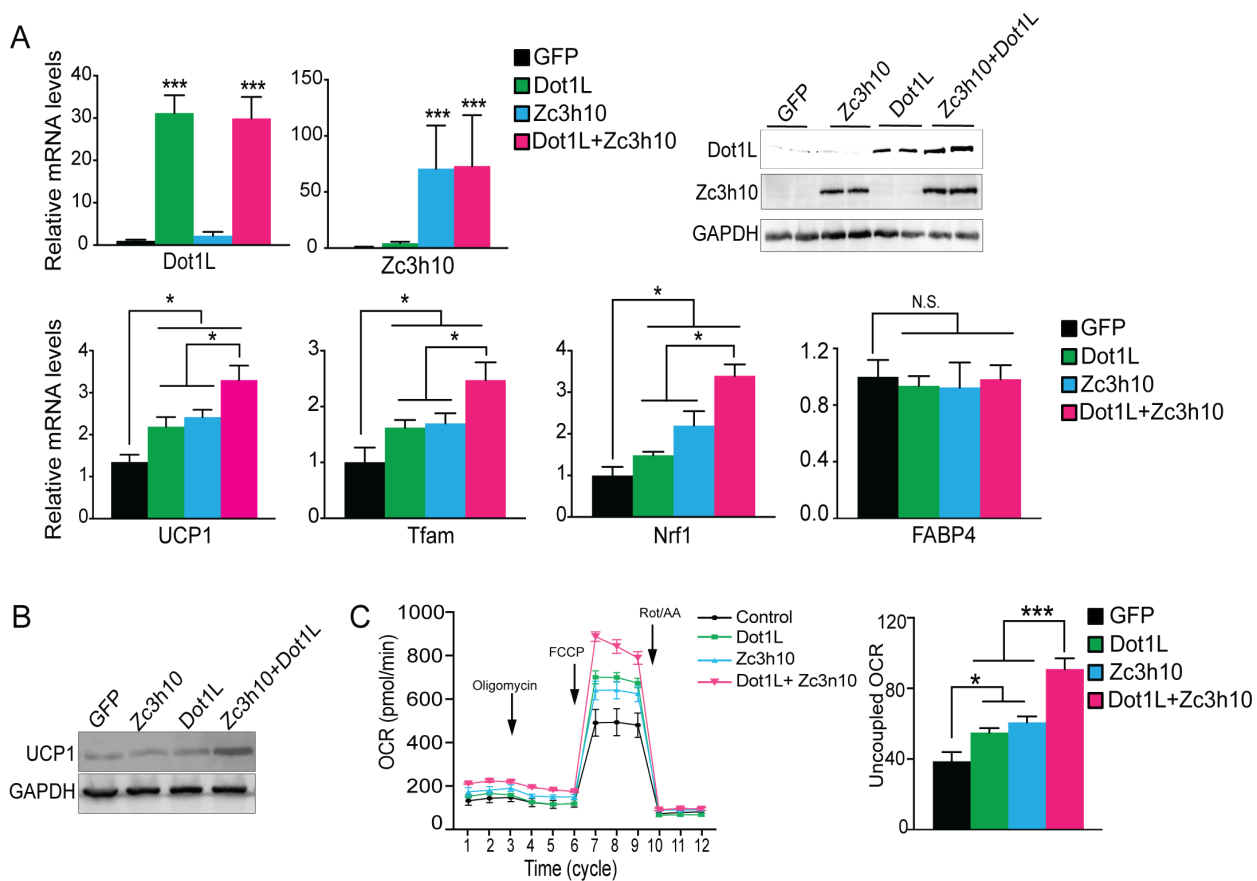 A
Relative mRNA levels
40
30
20
10
0
***
***
Dot1L
150
100
50
0
***
***
Zc3h10
GFP
Dot1L
Zc3h10
Dot1L+Zc3h10
GFP
Zc3h10
Dot1L
Zc3h10+Dot1L
Dot1L
Zc3h10
GAPDH
Relative mRNA levels
4
3
2
1
0
*
*
UCP1
3
2
1
0
*
*
Tfam
4
3
2
1
0
*
*
Nrf1
1.2
0.8
0.4
0.0
N.S.
FABP4
GFP
Dot1L
Zc3h10
Dot1L+Zc3h10
B
GFP
Zc3h10
Dot1L
Zc3h10+Dot1L
UCP1
GAPDH
C
OCR (pmol/min)
1000
800
600
400
200
0
Oligomycin
FCCP
Rot/AA
Control
Dot1L
Zc3h10
Dot1L+ Zc3n10
1 2 3 4 5 6 7 8 9 10 11 12
Time (cycle)
Uncoupled OCR
120
80
40
0
*
***
GFP
Dot1L
Zc3h10
Dot1L+Zc3h10